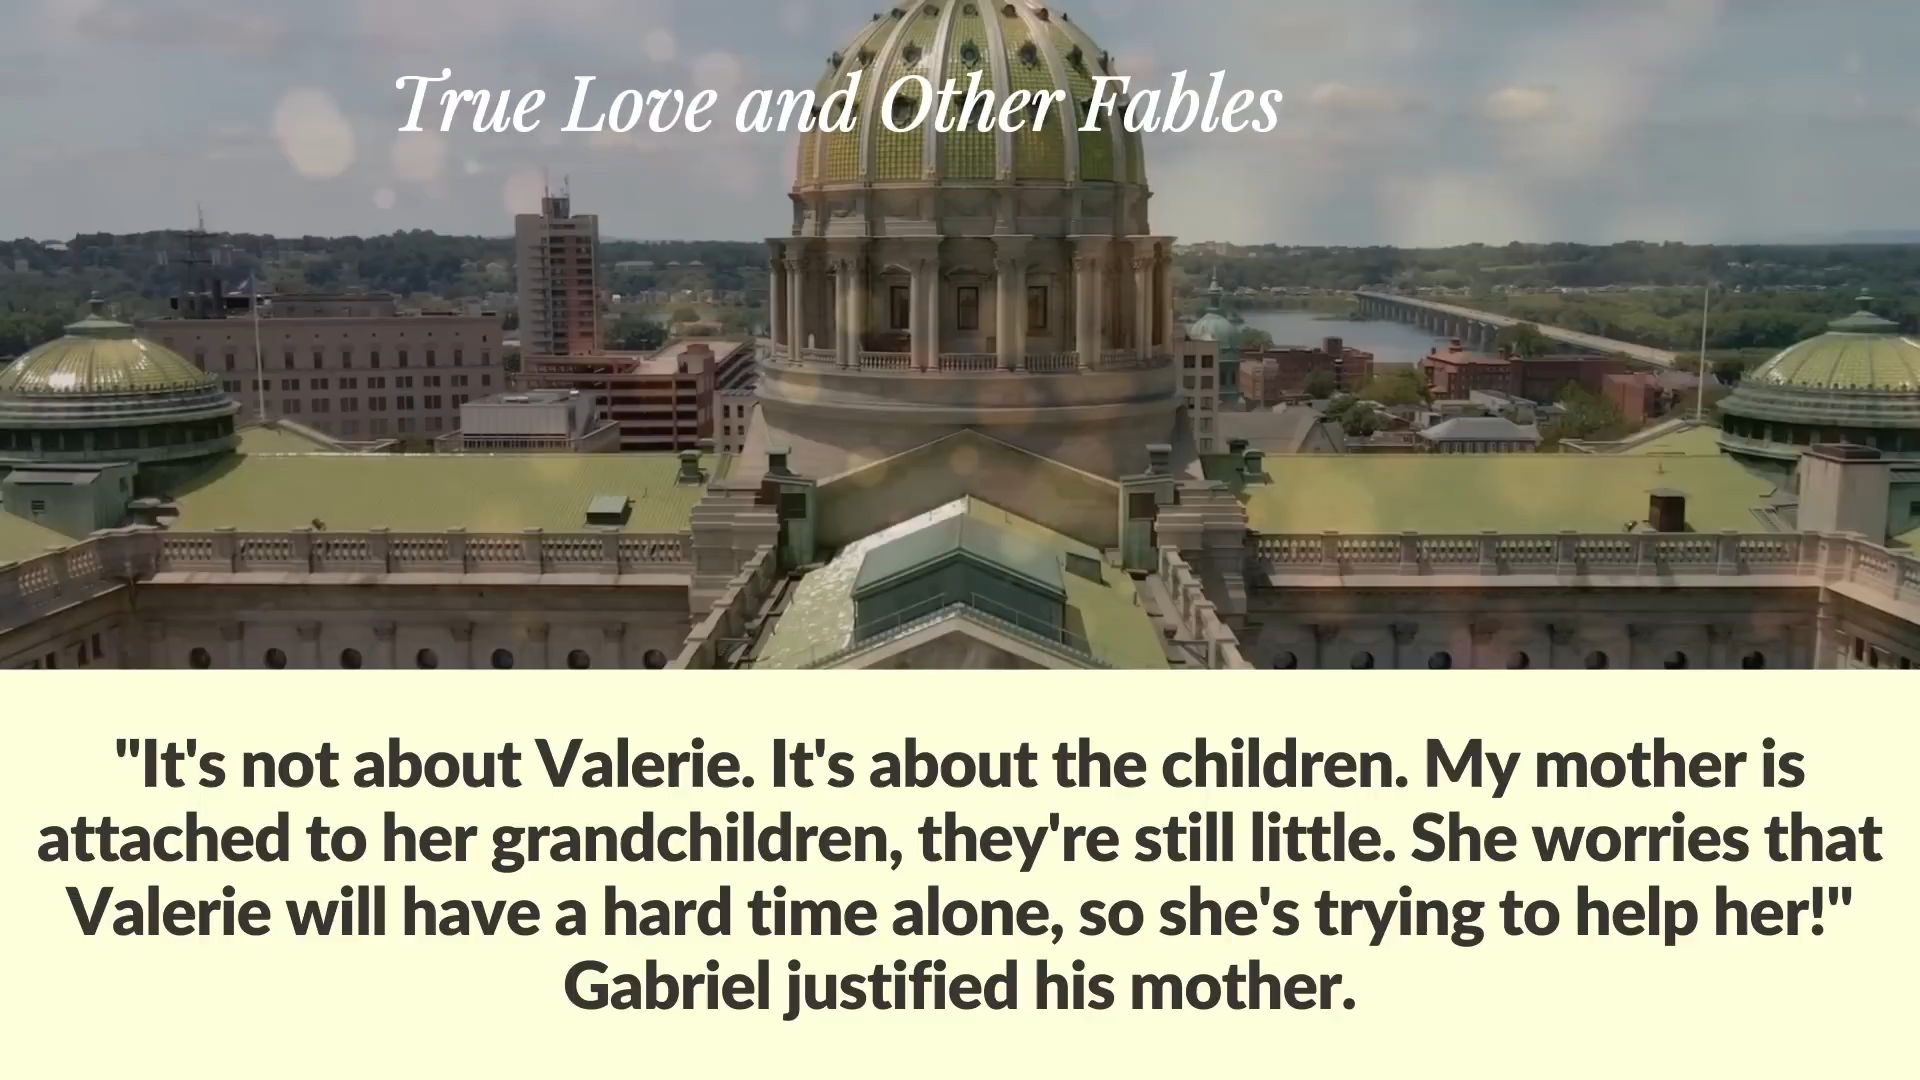 True Love and Other Fables
"It's not about Valerie. It's about the children. My mother is
attached to her grandchildren, they're still little. She worries that
Valerie will have a hard time alone, so she's trying to help her!"
Gabriel justified his mother.